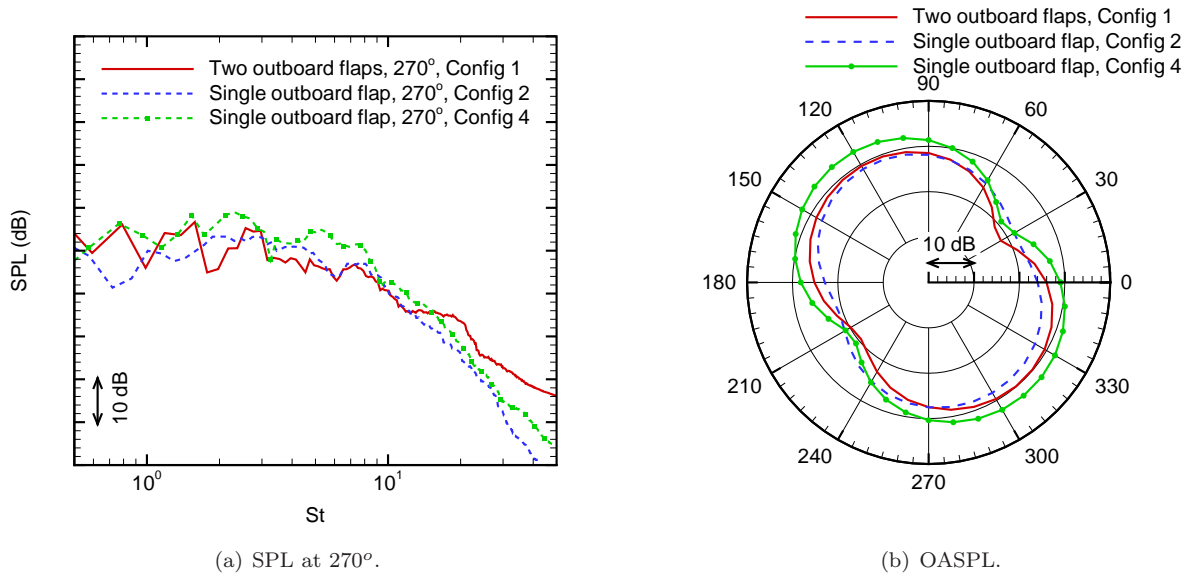 Two outboard flaps, 270°, Config 1
Single outboard flap, 270°, Config 2
Single outboard flap, 270°, Config 4
SPL (dB)
10 dB
10⁰
10¹
St
(a) SPL at 270°.
Two outboard flaps, Config 1
Single outboard flap, Config 2
Single outboard flap, Config 4
90
120
60
150
30
10 dB
180
0
210
330
240
300
270
(b) OASPL.